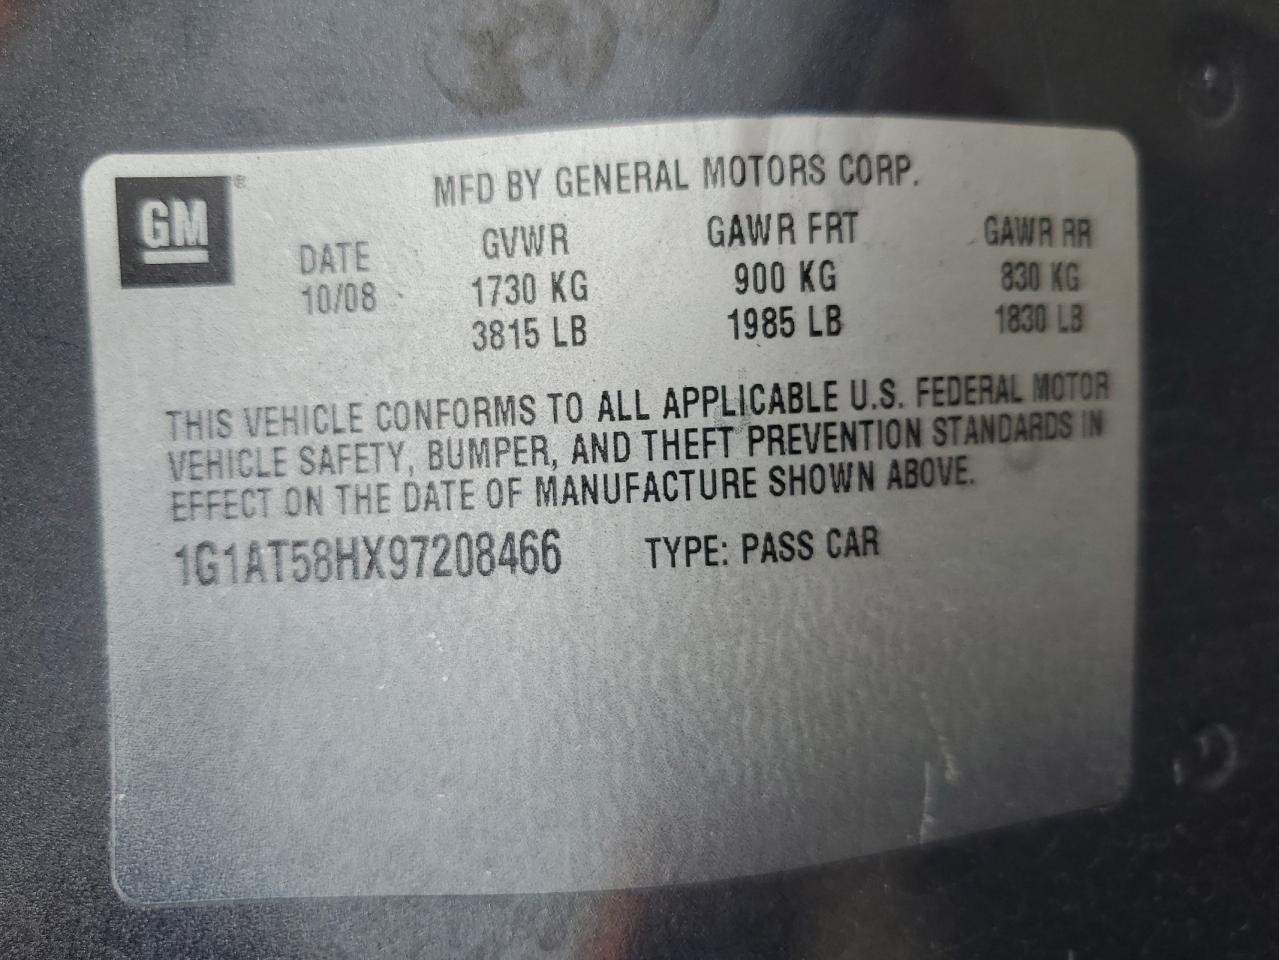 GM ®
MFD BY GENERAL MOTORS CORP.
DATE GVWR GAWR FRT GAWR RR
10/08 1730 KG 900 KG 830 KG
3815 LB 1985 LB 1830 LB
THIS VEHICLE CONFORMS TO ALL APPLICABLE U.S. FEDERAL MOTOR
VEHICLE SAFETY, BUMPER, AND THEFT PREVENTION STANDARDS IN
EFFECT ON THE DATE OF MANUFACTURE SHOWN ABOVE.
1G1AT58HX97208466 TYPE: PASS CAR